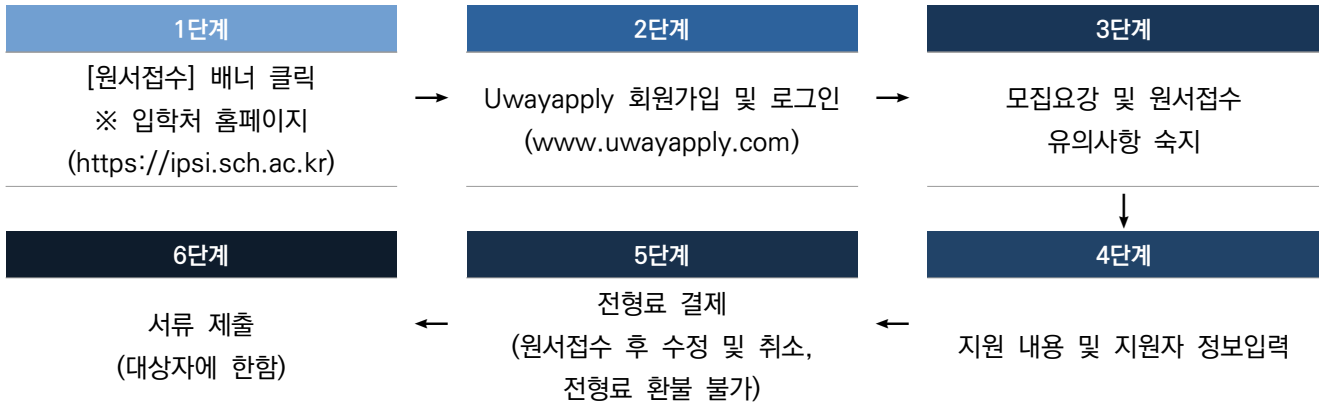 1단계
[원서접수] 배너 클릭
※ 입학처 홈페이지
(https://ipsi.sch.ac.kr)
2단계
Uwayapply 회원가입 및 로그인
(www.uwayapply.com)
3단계
모집요강 및 원서접수
유의사항 숙지
4단계
지원 내용 및 지원자 정보입력
5단계
전형료 결제
(원서접수 후 수정 및 취소,
전형료 환불 불가)
6단계
서류 제출
(대상자에 한함)